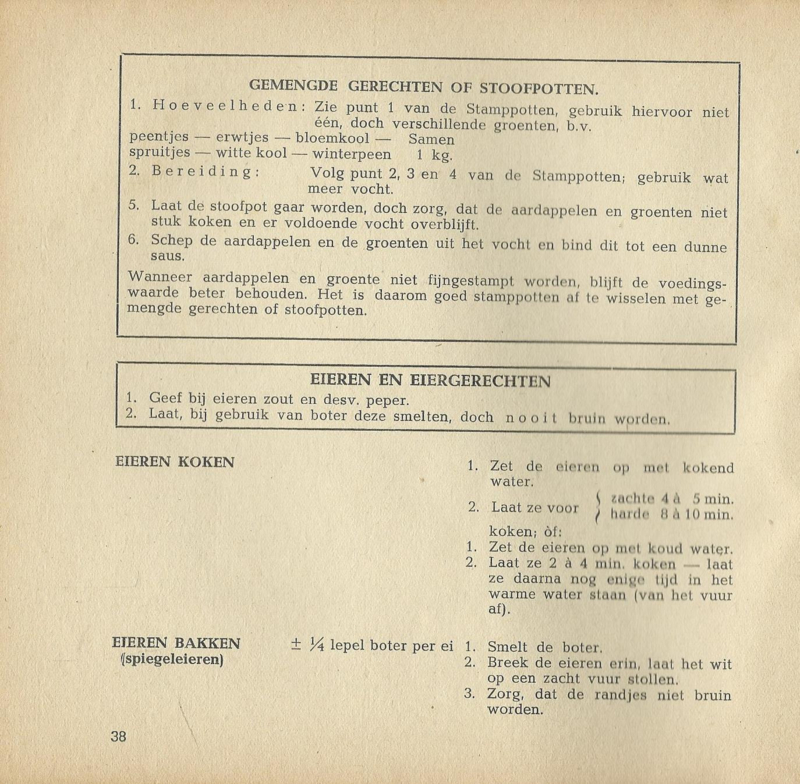 GEMENGDE GERECHTEN OF STOOFPOTTEN.
1. Hoeveelheden: Zie punt 1 van de Stamppotten, gebruik hiervoor niet
één, doch verschillende groenten, b.v.
peentjes — erwtjes — bloemkool — Samen
spruitjes — witte kool — winterpeen 1 kg.
2. Bereiding: Volg punt 2, 3 en 4 van de Stamppotten; gebruik wat
meer vocht.
5. Laat de stoofpot gaar worden, doch zorg, dat de aardappelen en groenten niet
stuk koken en er voldoende vocht overblijft.
6. Schep de aardappelen en de groenten uit het vocht en bind dit tot een dunne
saus.
Wanneer aardappelen en groente niet fijngestampt worden, blijft de voedings-
waarde beter behouden. Het is daarom goed stamppotten af te wisselen met ge-
mengde gerechten of stoofpotten.
EIEREN EN EIERGERECHTEN
1. Geef bij eieren zout en desv. peper.
2. Laat, bij gebruik van boter deze smelten, doch nooit bruin worden.
EIEREN KOKEN
1. Zet de eieren op met kokend
water.
2. Laat ze voor { zachte 4 à 5 min.
} harde 8 à 10 min.
koken; òf:
1. Zet de eieren op met koud water.
2. Laat ze 2 à 4 min. koken — laat
ze daarna nog enige tijd in het
warme water staan (van het vuur
af).
EIEREN BAKKEN
(spiegeleieren)
± ¼ lepel boter per ei
1. Smelt de boter.
2. Breek de eieren erin, laat het wit
op een zacht vuur stollen.
3. Zorg, dat de randjes niet bruin
worden.
38